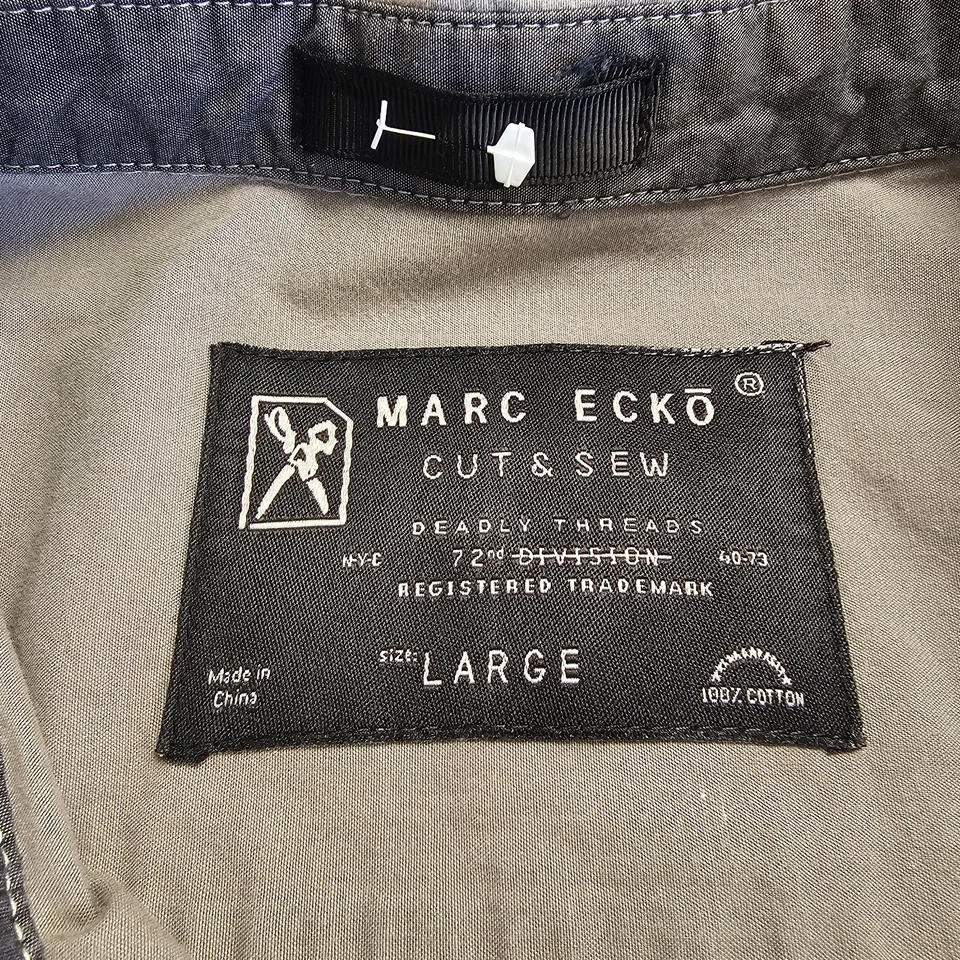 MARC ECKŌ ®
CUT & SEW
DEADLY THREADS
N-Y-C 72nd DIVISION 40-73
REGISTERED TRADEMARK
size: LARGE
Made in
China
100% COTTON